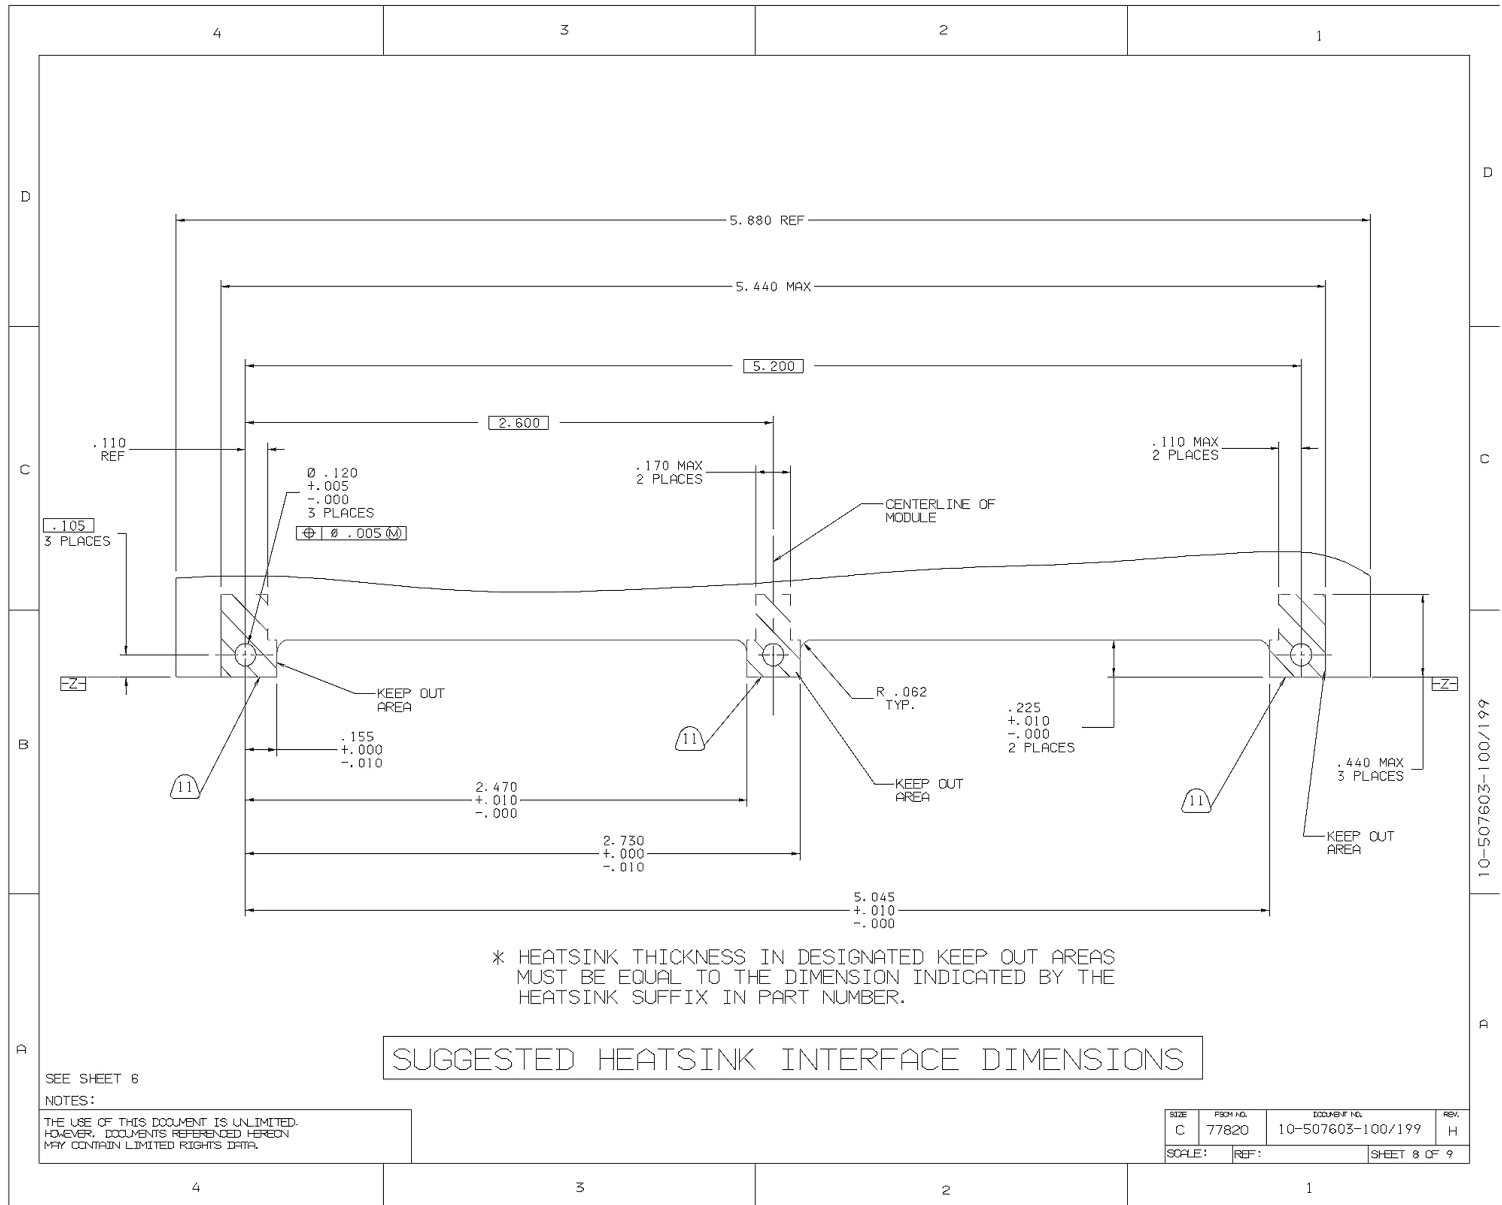 4
3
2
1
D
D
5.880 REF
5.440 MAX
5.200
2.600
.110
REF
.110 MAX
2 PLACES
.170 MAX
2 PLACES
Ø .120
+.005
-.000
3 PLACES
⌖ Ø .005 Ⓜ
C
C
CENTERLINE OF
MODULE
.105
3 PLACES
-Z-
-Z-
KEEP OUT
AREA
R .062
TYP.
.225
+.010
-.000
2 PLACES
.155
+.000
-.010
11
11
11
B
KEEP OUT
AREA
.440 MAX
3 PLACES
2.470
+.010
-.000
KEEP OUT
AREA
2.730
+.000
-.010
5.045
+.010
-.000
10-507603-100/199
* HEATSINK THICKNESS IN DESIGNATED KEEP OUT AREAS
MUST BE EQUAL TO THE DIMENSION INDICATED BY THE
HEATSINK SUFFIX IN PART NUMBER.
A
A
SUGGESTED HEATSINK INTERFACE DIMENSIONS
SEE SHEET 6
NOTES:
THE USE OF THIS DOCUMENT IS UNLIMITED.
HOWEVER, DOCUMENTS REFERENCED HEREON
MAY CONTAIN LIMITED RIGHTS DATA.
SIZE
C
FSCM NO.
77820
DOCUMENT NO.
10-507603-100/199
REV.
H
SCALE:
REF:
SHEET 8 OF 9
4
3
2
1